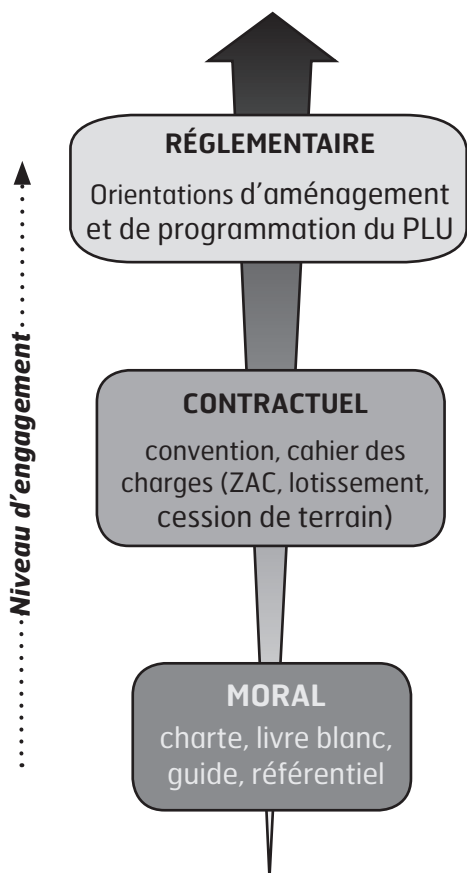 RÉGLEMENTAIRE
Orientations d'aménagement
et de programmation du PLU
CONTRACTUEL
convention, cahier des
charges (ZAC, lotissement,
cession de terrain)
MORAL
charte, livre blanc,
guide, référentiel
Niveau d'engagement